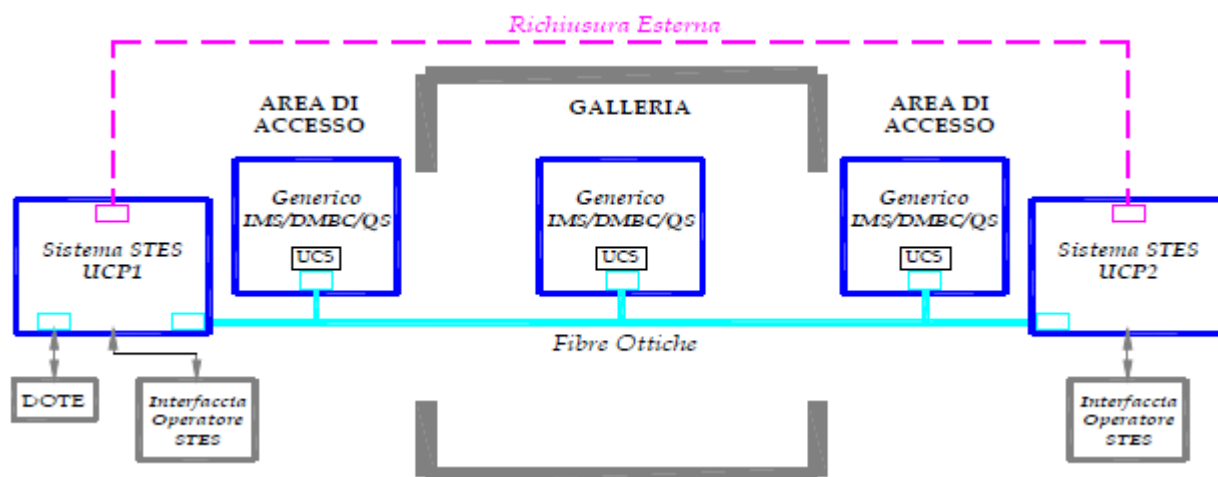 Richiusura Esterna
AREA DI
ACCESSO
GALLERIA
AREA DI
ACCESSO
Generico
IMS/DMBC/QS
UCS
Generico
IMS/DMBC/QS
UCS
Generico
IMS/DMBC/QS
UCS
Sistema STES
UCP1
Sistema STES
UCP2
Fibre Ottiche
DOTE
Interfaccia
Operatore
STES
Interfaccia
Operatore
STES